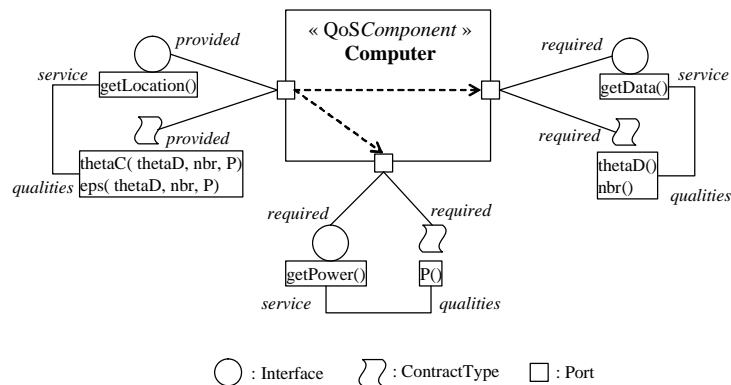 « QoSComponent »
Computer
provided
required
service
getLocation()
getData()
service
provided
required
thetaC( thetaD, nbr, P)
eps( thetaD, nbr, P)
thetaD()
nbr()
qualities
qualities
required
required
getPower()
P()
service
qualities
: Interface
: ContractType
: Port